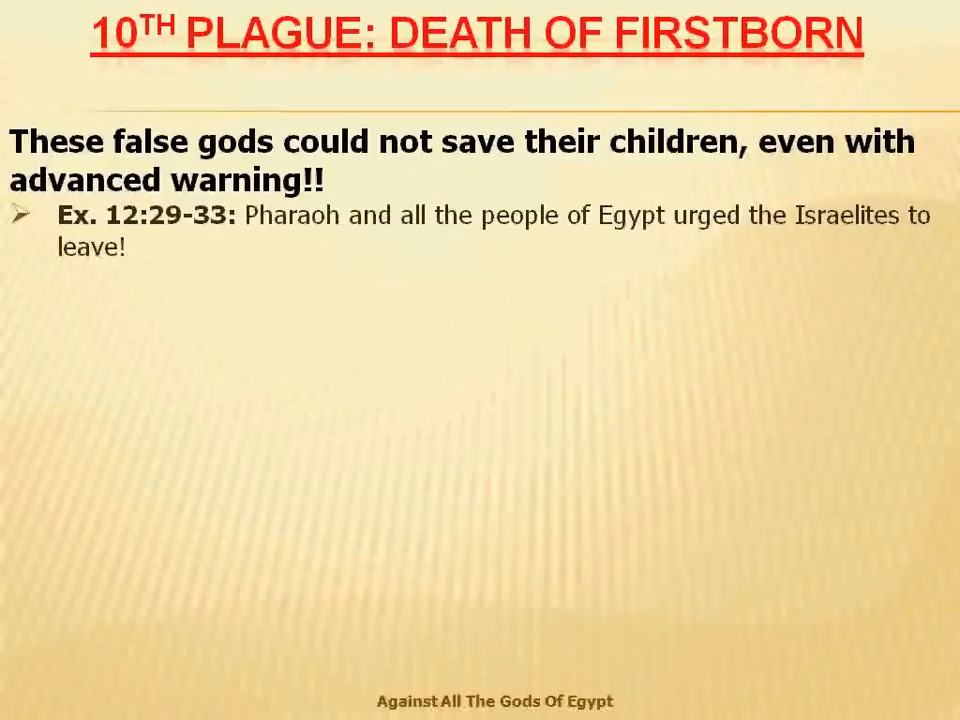 10TH PLAGUE: DEATH OF FIRSTBORN
These false gods could not save their children, even with
advanced warning!!
Ex. 12:29-33: Pharaoh and all the people of Egypt urged the Israelites to
leave!
Against All The Gods Of Egypt